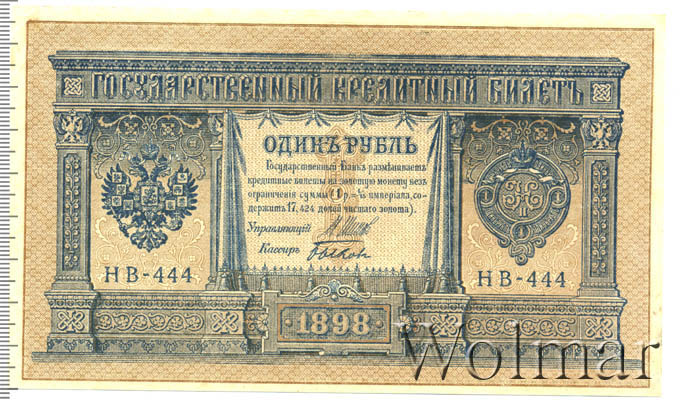 ГОСУДАРСТВЕННЫЙ КРЕДИТНЫЙ БИЛЕТЪ
ОДИНЪ РУБЛЬ
Государственный Банкъ размѣниваетъ
кредитные билеты на золотую монету безъ
ограниченія суммы (1 р.=1/15 имперіала, со-
держитъ 17,424 долей чистаго золота).
Управляющій
Кассиръ
НВ-444
НВ-444
1898
Wolmar